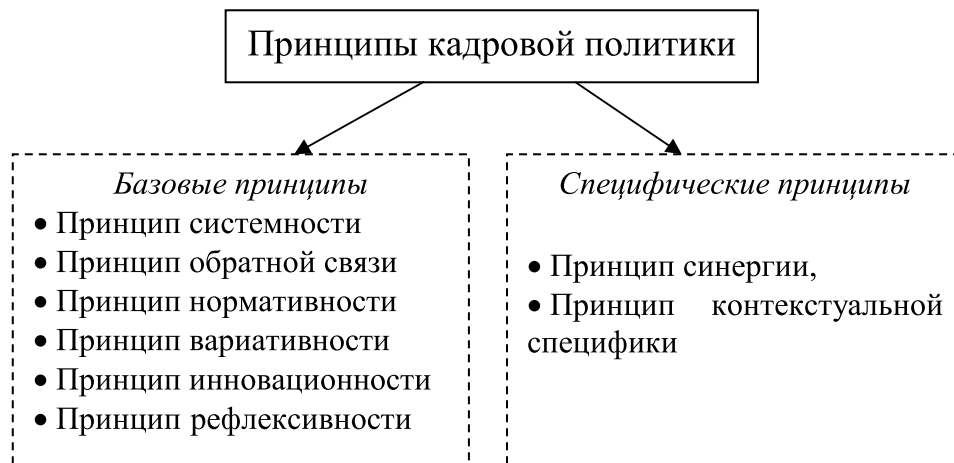 Принципы кадровой политики
Базовые принципы
• Принцип системности
• Принцип обратной связи
• Принцип нормативности
• Принцип вариативности
• Принцип инновационности
• Принцип рефлексивности
Специфические принципы
• Принцип синергии,
• Принцип контекстуальной
специфики